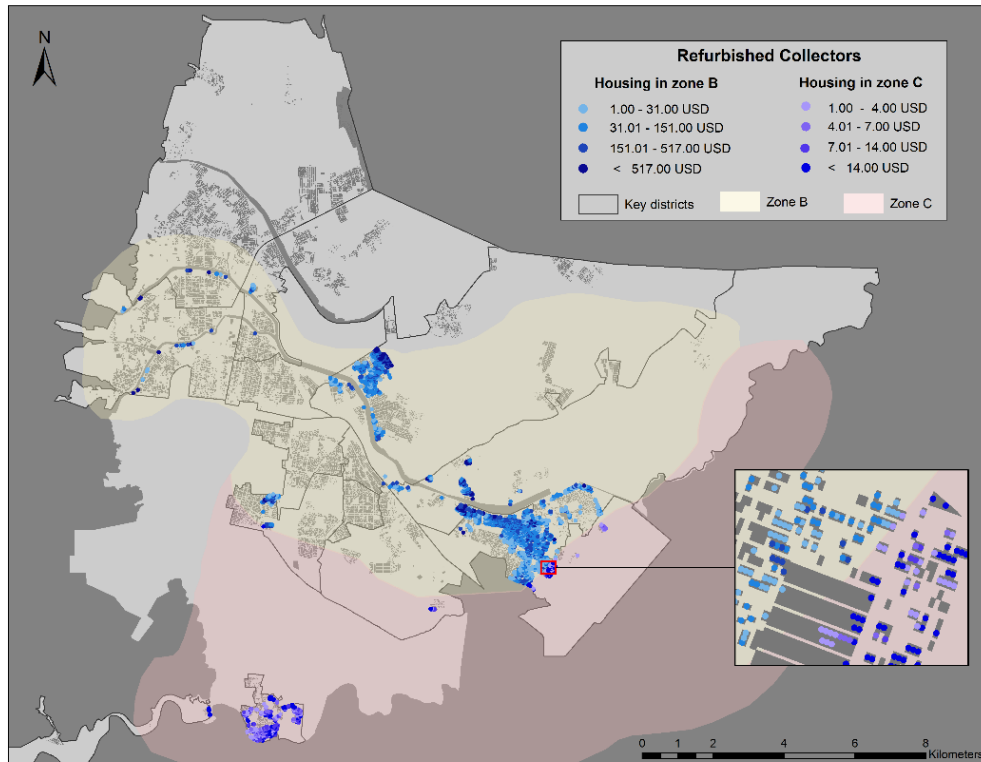 N
Refurbished Collectors
Housing in zone B
1.00 - 31.00 USD
31.01 - 151.00 USD
151.01 - 517.00 USD
< 517.00 USD
Housing in zone C
1.00 - 4.00 USD
4.01 - 7.00 USD
7.01 - 14.00 USD
< 14.00 USD
Key districts
Zone B
Zone C
0 1 2 4 6 8
Kilometers